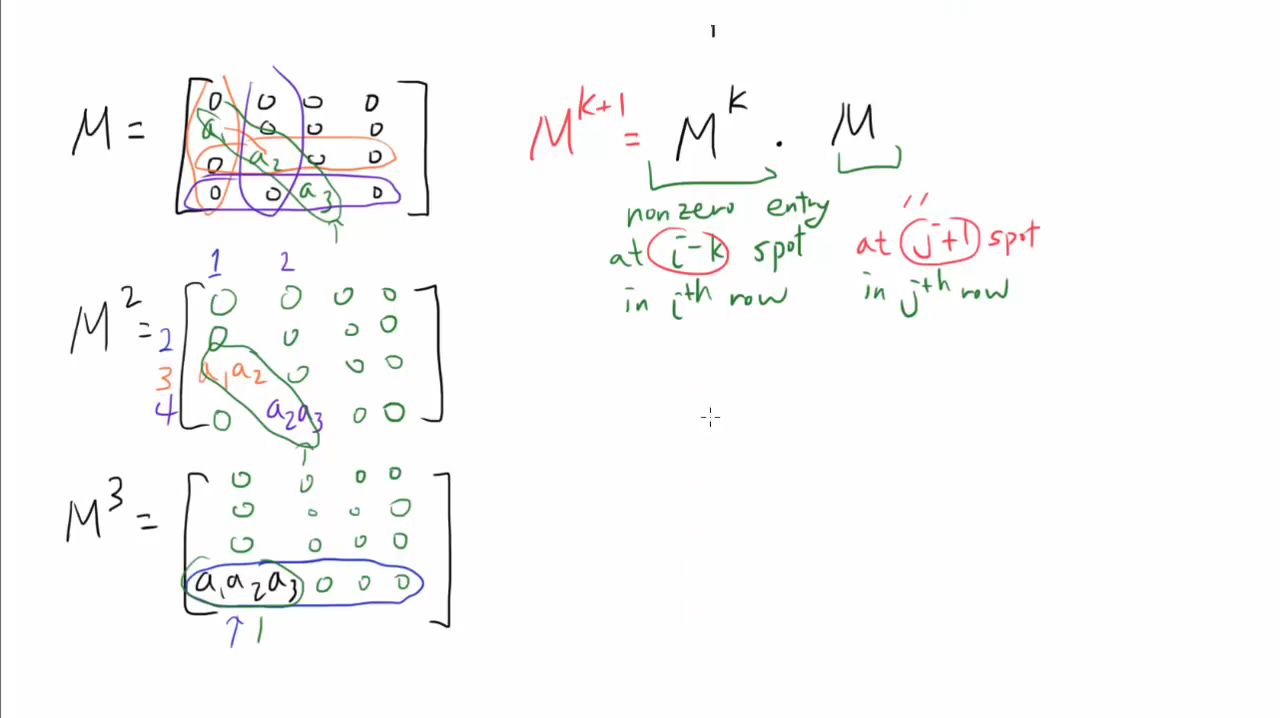 1
M = [ 0 0 0 0
a₁ 0 0 0
0 a₂ 0 0
0 0 a₃ 0 ]
1 2
M² = [ 0 0 0 0
2 0 0 0 0
3 a₁a₂ 0 0 0
4 0 a₂a₃ 0 0 ]
M³ = [ 0 0 0 0
0 0 0 0
0 0 0 0
a₁a₂a₃ 0 0 0 ]
↑ 1
M^{k+1} = M^k · M
nonzero entry
at i-k spot
in i^th row
"
at j+1 spot
in j^th row